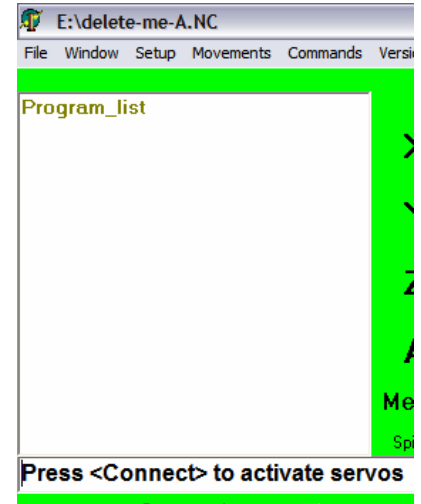 E:\delete-me-A.NC
File Window Setup Movements Commands
Program_list
X
Y
Z
A
Press <Connect> to activate servos